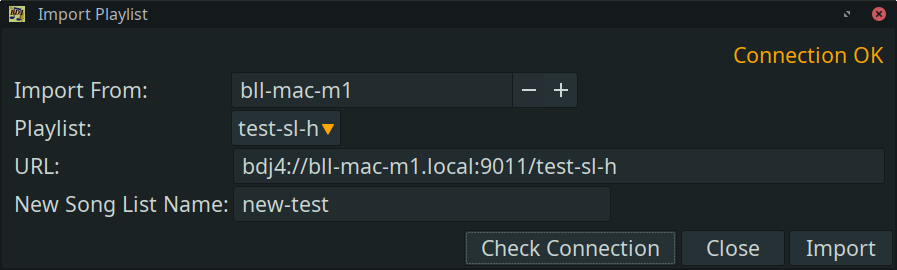 Import Playlist
Connection OK
Import From: bll-mac-m1
Playlist: test-sl-h
URL: bdj4://bll-mac-m1.local:9011/test-sl-h
New Song List Name: new-test
Check Connection Close Import